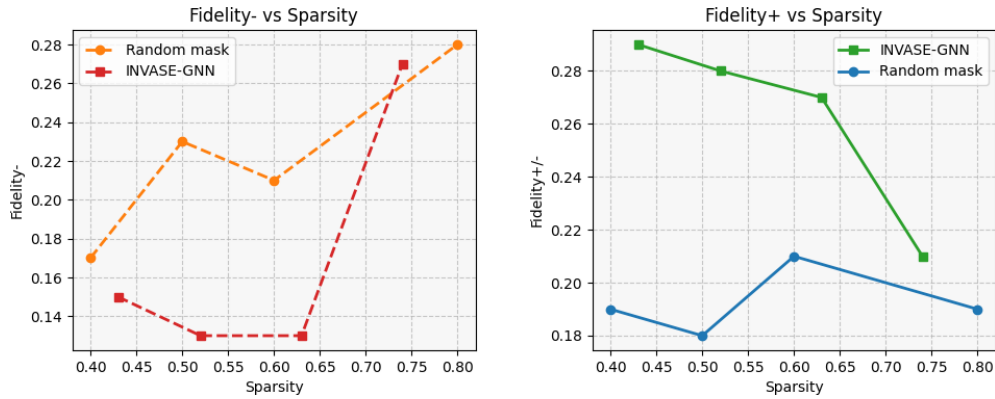 Fidelity- vs Sparsity
Random mask
INVASE-GNN
Fidelity-
0.28
0.26
0.24
0.22
0.20
0.18
0.16
0.14
0.40 0.45 0.50 0.55 0.60 0.65 0.70 0.75 0.80
Sparsity
Fidelity+ vs Sparsity
INVASE-GNN
Random mask
Fidelity+/-
0.28
0.26
0.24
0.22
0.20
0.18
0.40 0.45 0.50 0.55 0.60 0.65 0.70 0.75 0.80
Sparsity